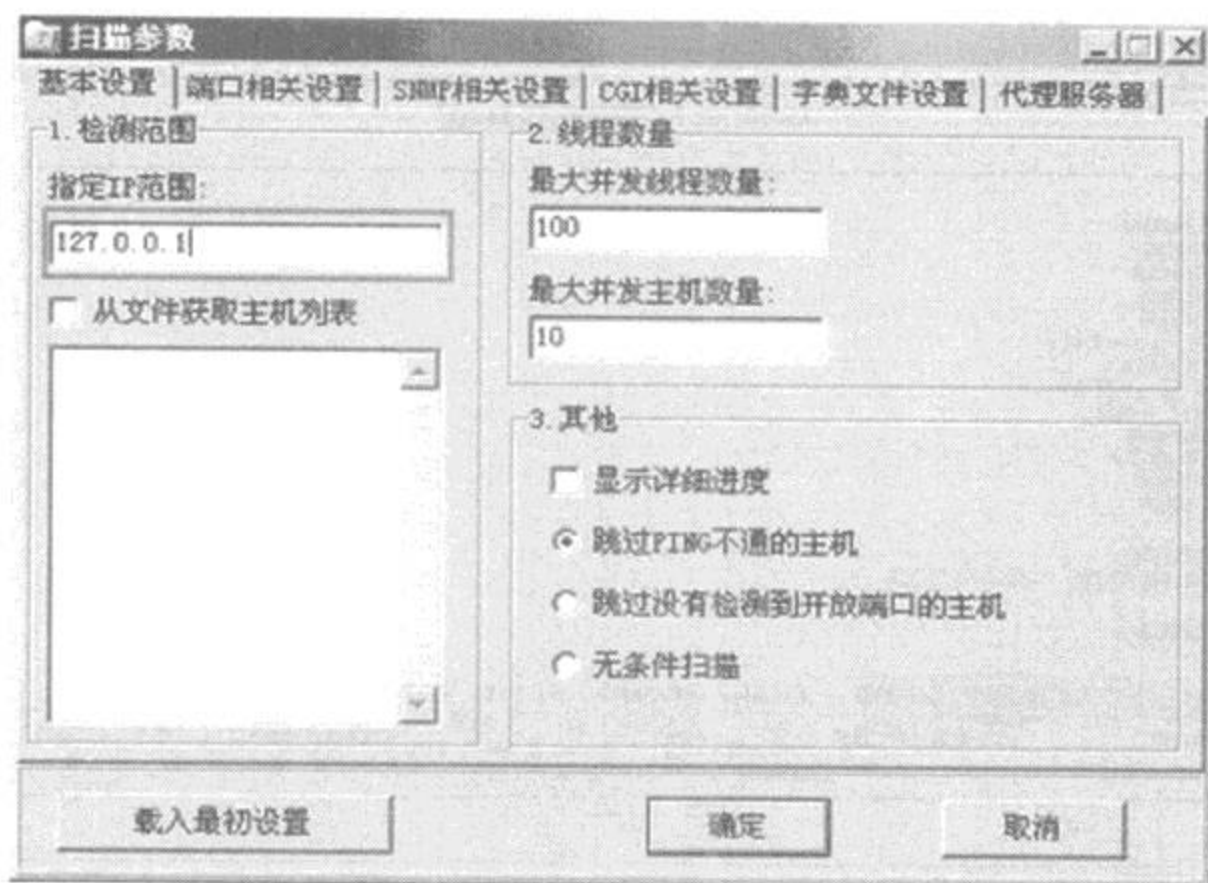 扫描参数
基本设置 端口相关设置 SNMP相关设置 CGI相关设置 字典文件设置 代理服务器
1.检测范围
指定IP范围:
127.0.0.1
从文件获取主机列表
2.线程数量
最大并发线程数量:
100
最大并发主机数量:
10
3.其他
显示详细进度
跳过PING不通的主机
跳过没有检测到开放端口的主机
无条件扫描
载入最初设置
确定
取消